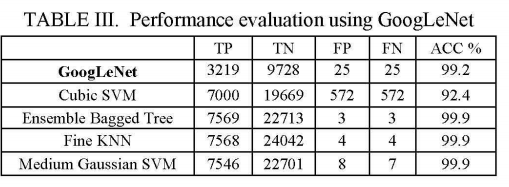 TABLE III. Performance evaluation using GoogLeNet
TP TN FP FN ACC %
GoogLeNet 3219 9728 25 25 99.2
Cubic SVM 7000 19669 572 572 92.4
Ensemble Bagged Tree 7569 22713 3 3 99.9
Fine KNN 7568 24042 4 4 99.9
Medium Gaussian SVM 7546 22701 8 7 99.9